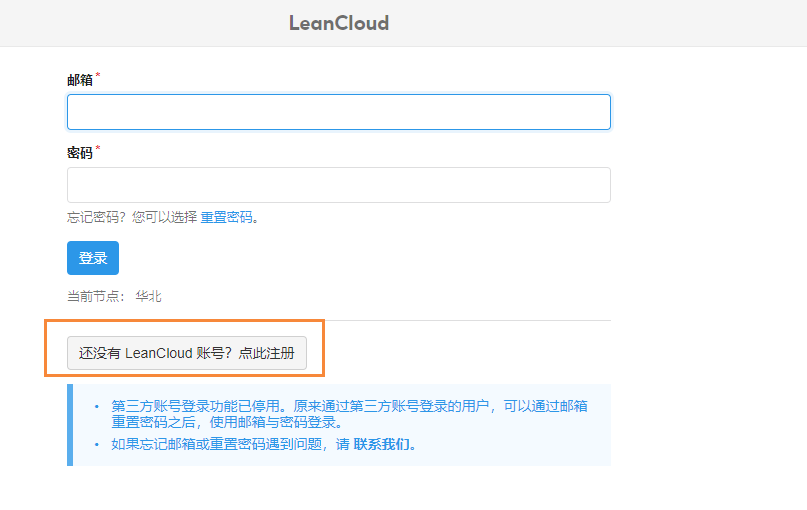 LeanCloud
邮箱*
密码*
忘记密码？您可以选择 重置密码。
登录
当前节点： 华北
还没有 LeanCloud 账号？点此注册
• 第三方账号登录功能已停用。原来通过第三方账号登录的用户，可以通过邮箱
重置密码之后，使用邮箱与密码登录。
• 如果忘记邮箱或重置密码遇到问题，请 联系我们。